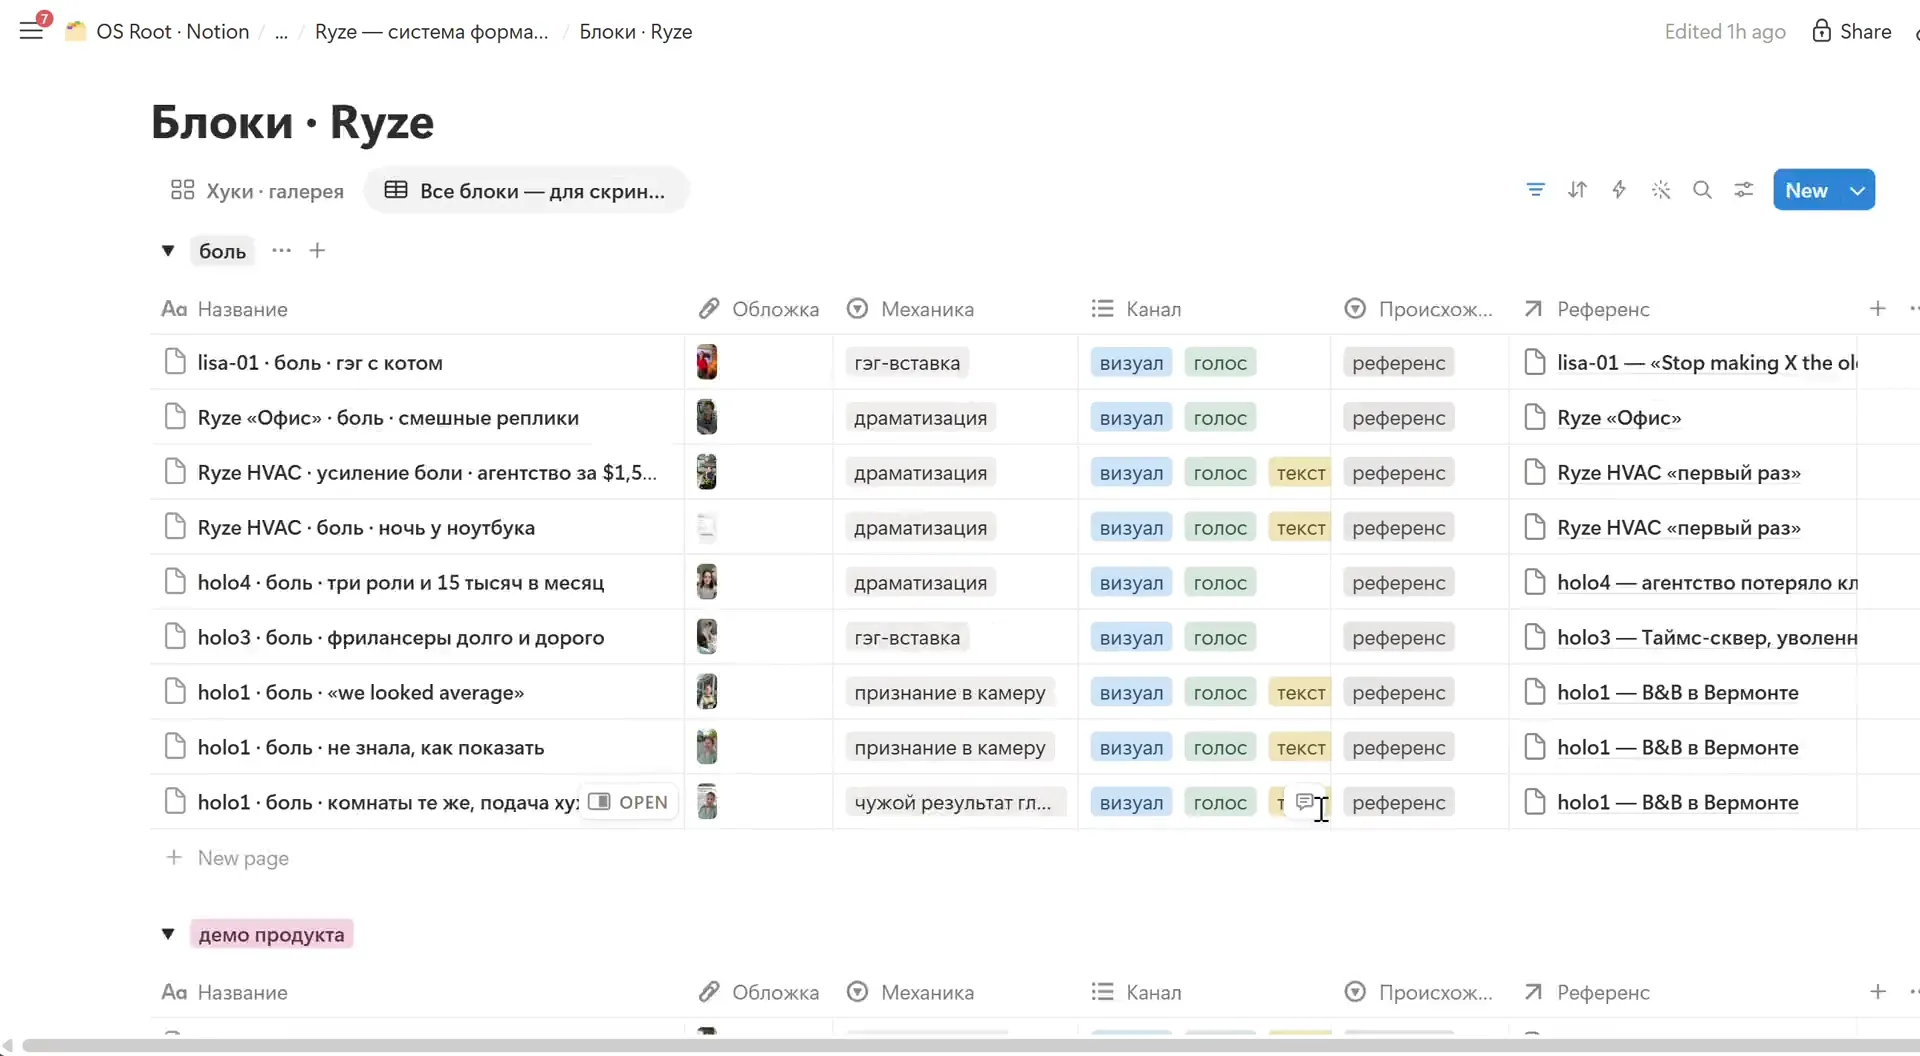 7
OS Root · Notion / ... / Ryze — система форма... / Блоки · Ryze
Edited 1h ago Share
Блоки · Ryze
Хуки · галерея Все блоки — для скрин...
New
боль
Aa Название Обложка Механика Канал Происхож... Референс
lisa-01 · боль · гэг с котом гэг-вставка визуал голос референс lisa-01 — «Stop making X the ol
Ryze «Офис» · боль · смешные реплики драматизация визуал голос референс Ryze «Офис»
Ryze HVAC · усиление боли · агентство за $1,5... драматизация визуал голос текст референс Ryze HVAC «первый раз»
Ryze HVAC · боль · ночь у ноутбука драматизация визуал голос текст референс Ryze HVAC «первый раз»
holo4 · боль · три роли и 15 тысяч в месяц драматизация визуал голос референс holo4 — агентство потеряло кл
holo3 · боль · фрилансеры долго и дорого гэг-вставка визуал голос референс holo3 — Таймс-сквер, уволенн
holo1 · боль · «we looked average» признание в камеру визуал голос текст референс holo1 — B&B в Вермонте
holo1 · боль · не знала, как показать признание в камеру визуал голос текст референс holo1 — B&B в Вермонте
holo1 · боль · комнаты те же, подача ху OPEN чужой результат гл... визуал голос т референс holo1 — B&B в Вермонте
New page
демо продукта
Aa Название Обложка Механика Канал Происхож... Референс